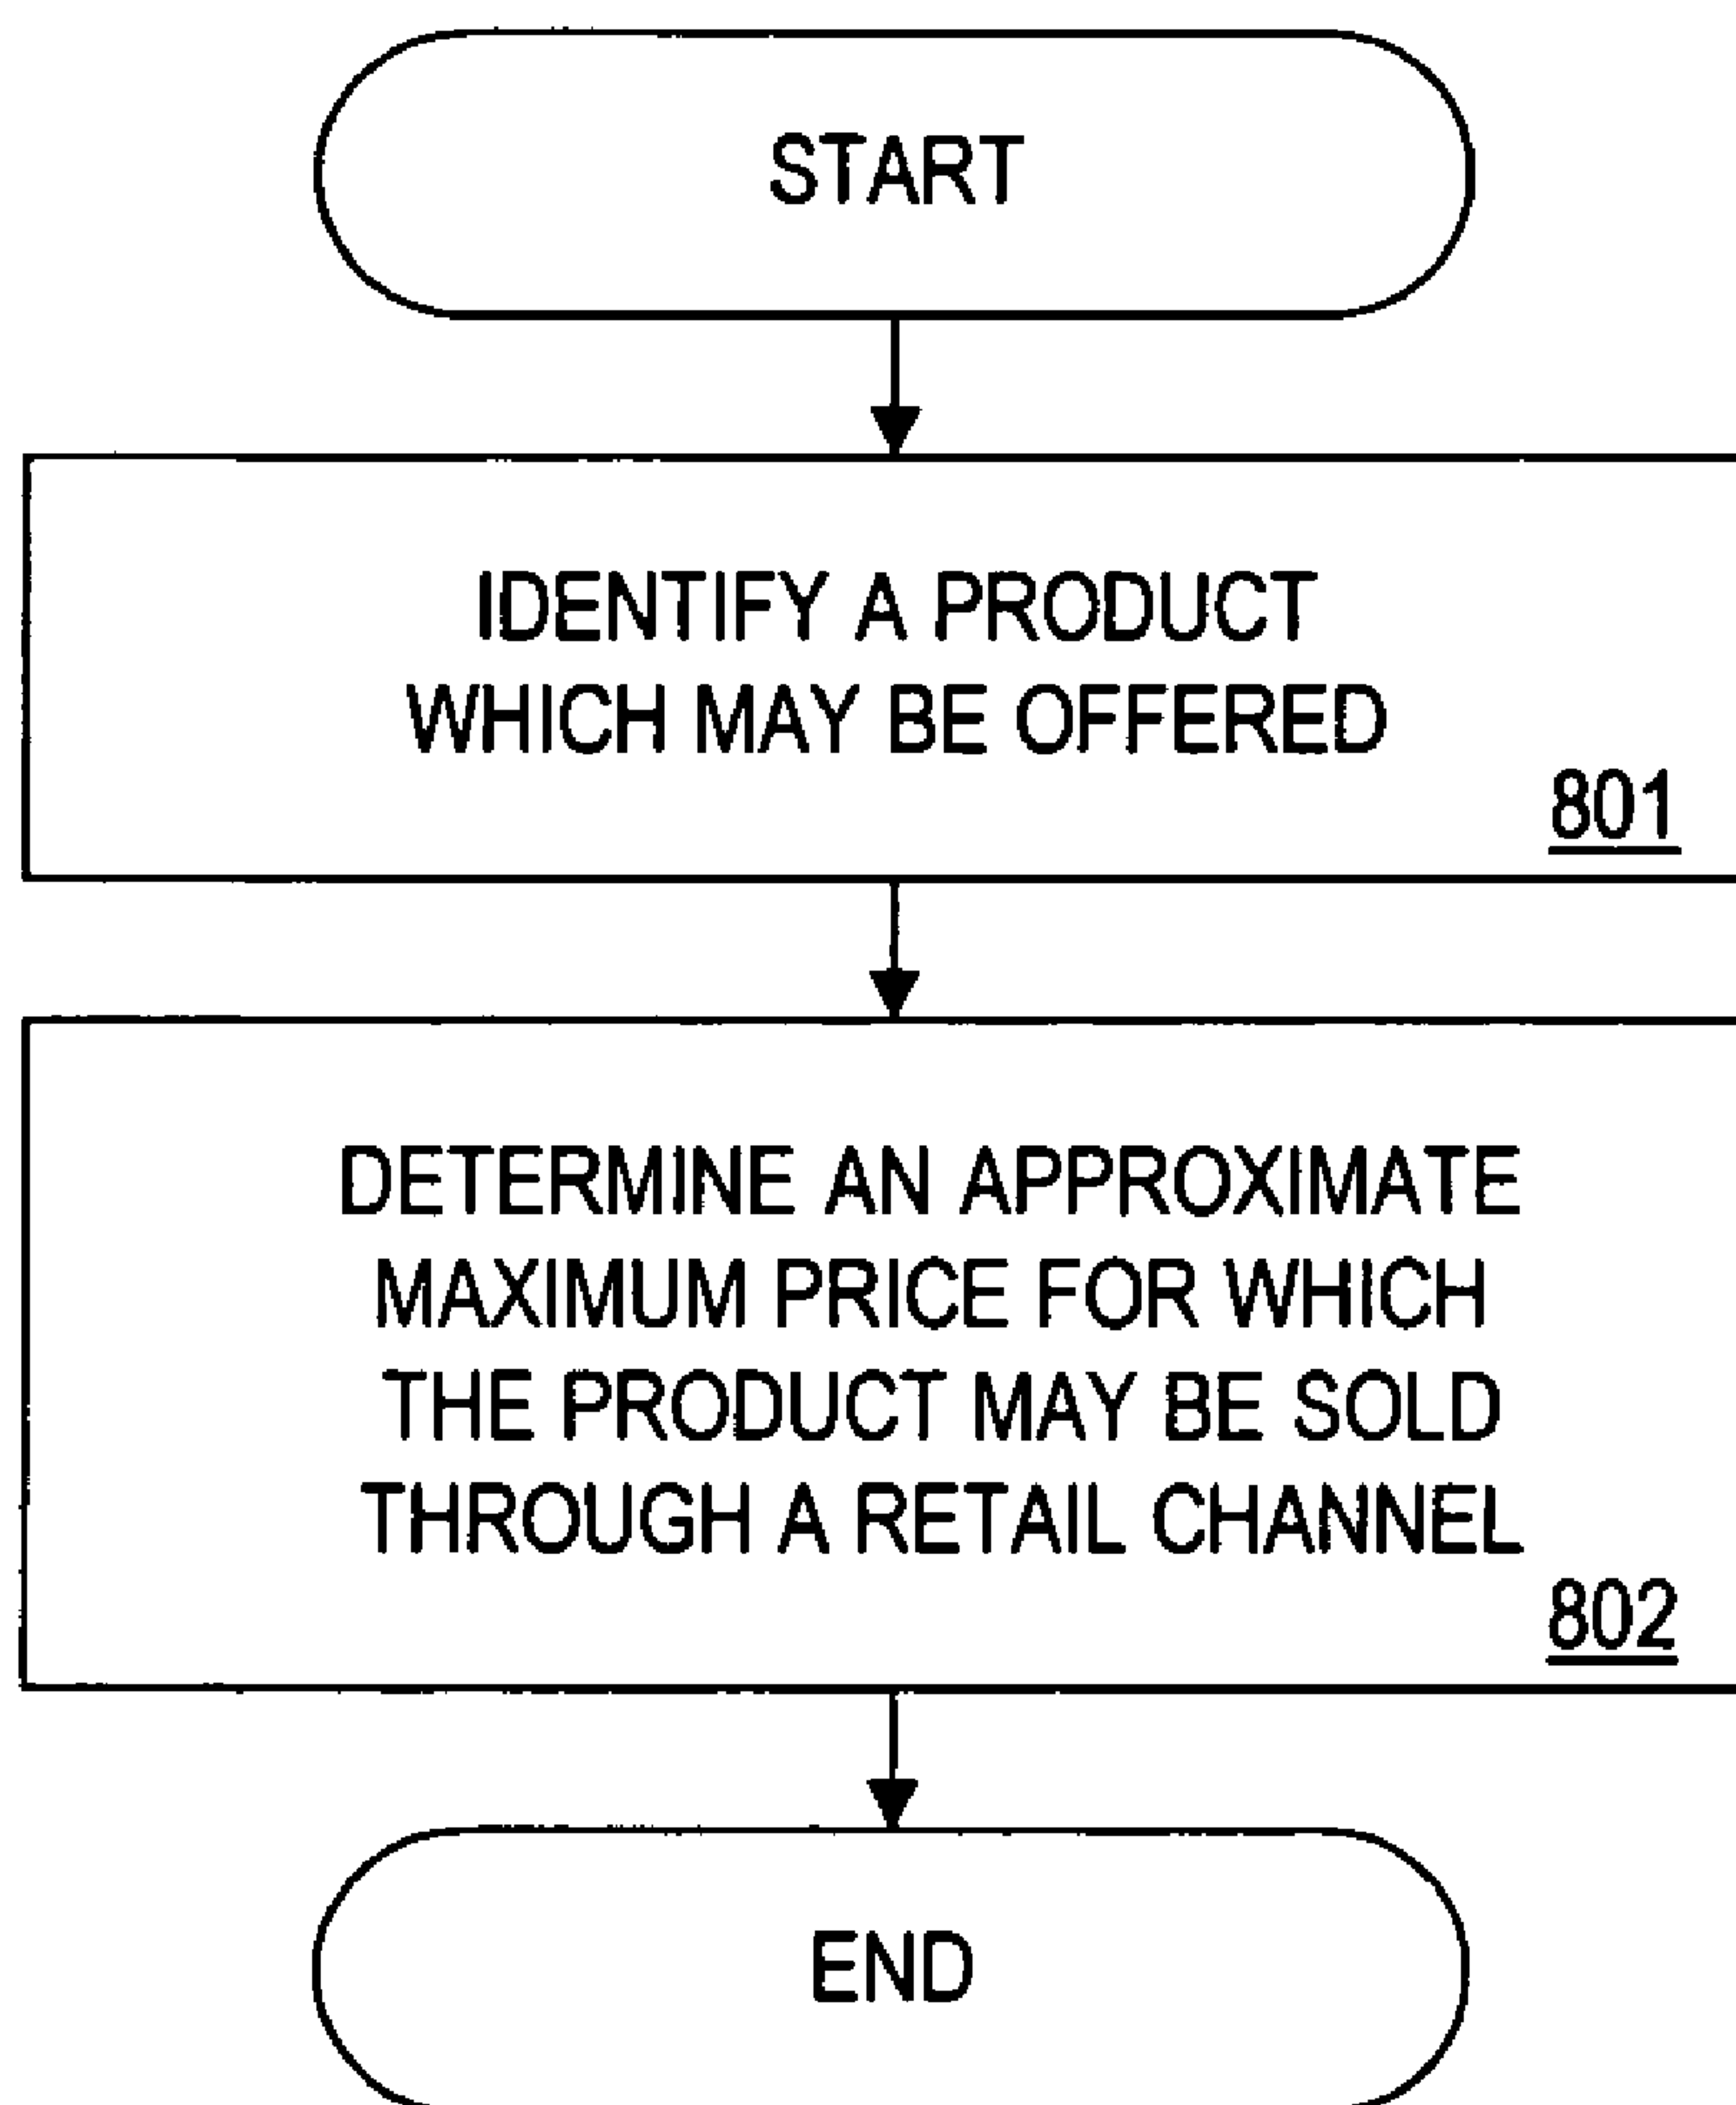 START
IDENTIFY A PRODUCT
WHICH MAY BE OFFERED
801
DETERMINE AN APPROXIMATE
MAXIMUM PRICE FOR WHICH
THE PRODUCT MAY BE SOLD
THROUGH A RETAIL CHANNEL
802
END